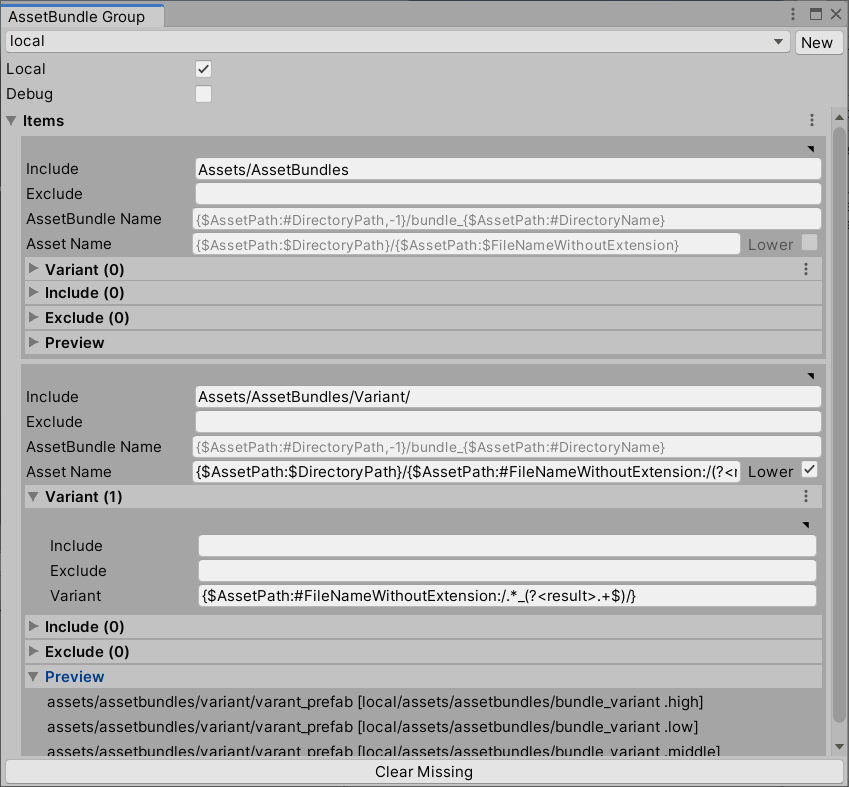 AssetBundle Group
local New
Local
Debug
Items
Include Assets/AssetBundles
Exclude
AssetBundle Name {$AssetPath:#DirectoryPath,-1}/bundle_{$AssetPath:#DirectoryName}
Asset Name {$AssetPath:$DirectoryPath}/{$AssetPath:$FileNameWithoutExtension} Lower
Variant (0)
Include (0)
Exclude (0)
Preview
Include Assets/AssetBundles/Variant/
Exclude
AssetBundle Name {$AssetPath:#DirectoryPath,-1}/bundle_{$AssetPath:#DirectoryName}
Asset Name {$AssetPath:$DirectoryPath}/{$AssetPath:#FileNameWithoutExtension:/(?< Lower
Variant (1)
Include
Exclude
Variant {$AssetPath:#FileNameWithoutExtension:/.*_(?<result>.+$)/}
Include (0)
Exclude (0)
Preview
assets/assetbundles/variant/varant_prefab [local/assets/assetbundles/bundle_variant .high]
assets/assetbundles/variant/varant_prefab [local/assets/assetbundles/bundle_variant .low]
assets/assetbundles/variant/varant_prefab [local/assets/assetbundles/bundle_variant .middle]
Clear Missing